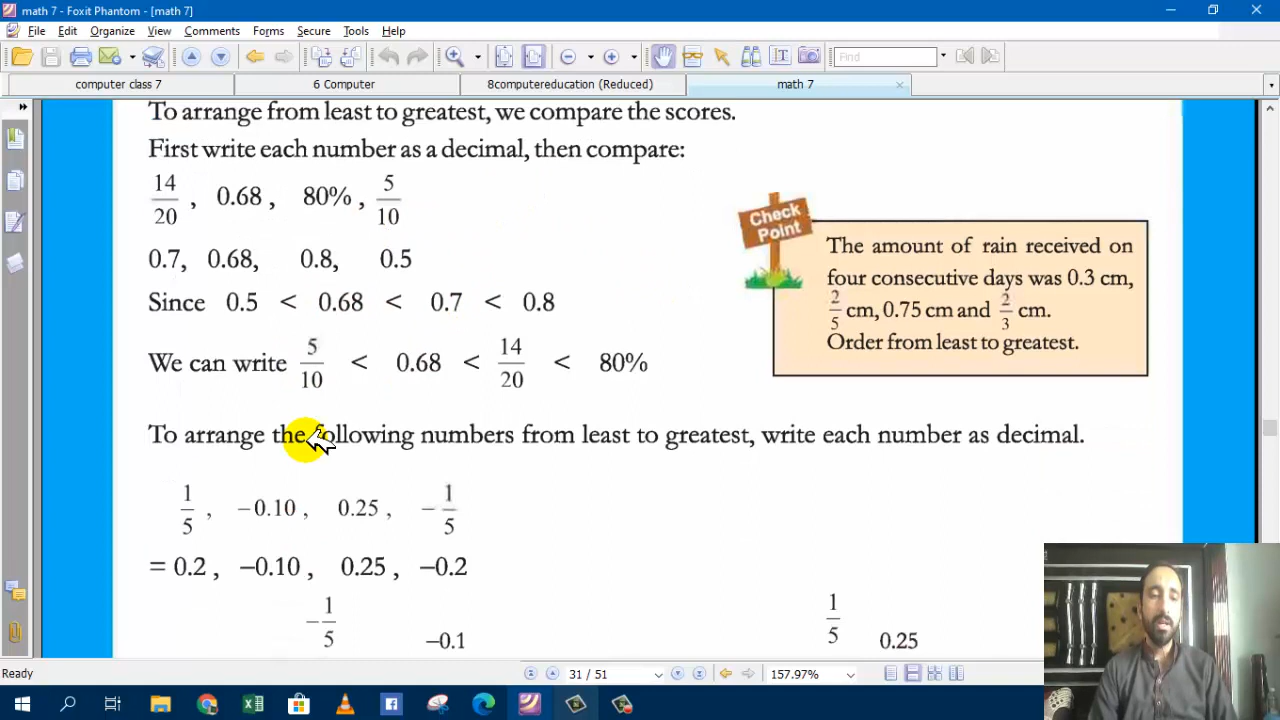 math 7 - Foxit Phantom - [math 7]
File Edit Organize View Comments Forms Secure Tools Help
Find
computer class 7 6 Computer 8computereducation (Reduced) math 7
To arrange from least to greatest, we compare the scores.
First write each number as a decimal, then compare:
14/20 , 0.68 , 80% , 5/10
0.7, 0.68, 0.8, 0.5
Since 0.5 < 0.68 < 0.7 < 0.8
We can write 5/10 < 0.68 < 14/20 < 80%
Check
Point
The amount of rain received on
four consecutive days was 0.3 cm,
2/5 cm, 0.75 cm and 2/3 cm.
Order from least to greatest.
To arrange the following numbers from least to greatest, write each number as decimal.
1/5 , −0.10 , 0.25 , −1/5
= 0.2 , −0.10 , 0.25 , −0.2
−1/5 −0.1 1/5 0.25
Ready 31 / 51 157.97%